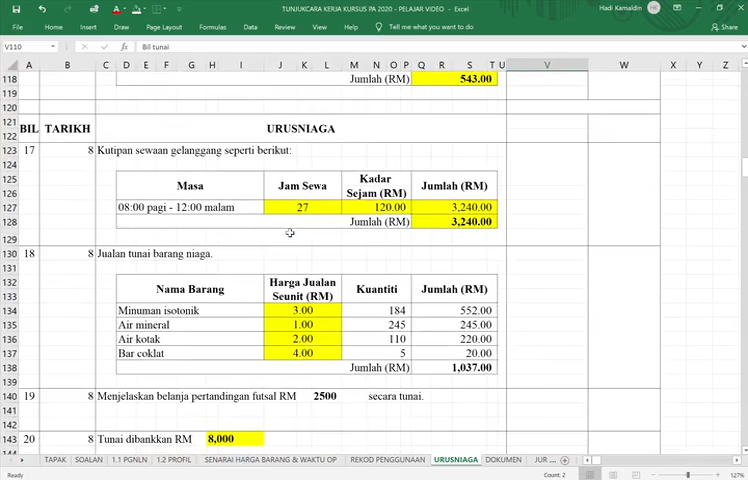 TUNJUKCARA KERJA KURSUS PA 2020 - PELAJAR VIDEO - Excel
Hadi Kamaldin HK
File Home Insert Draw Page Layout Formulas Data Review View Help Tell me what you want to do Share
V110 fx Bil tunai
A B C D E F G H I J K L M N O P Q R S T U V W X Y Z
118 Jumlah (RM) 543.00
119
120
121
BIL TARIKH URUSNIAGA
122
123 17 8 Kutipan sewaan gelanggang seperti berikut:
124
125 Masa Jam Sewa Kadar Sejam (RM) Jumlah (RM)
126
127 08:00 pagi - 12:00 malam 27 120.00 3,240.00
128 Jumlah (RM) 3,240.00
129
130 18 8 Jualan tunai barang niaga.
131
132 Nama Barang Harga Jualan Seunit (RM) Kuantiti Jumlah (RM)
133
134 Minuman isotonik 3.00 184 552.00
135 Air mineral 1.00 245 245.00
136 Air kotak 2.00 110 220.00
137 Bar coklat 4.00 5 20.00
138 Jumlah (RM) 1,037.00
139
140 19 8 Menjelaskan belanja pertandingan futsal RM 2500 secara tunai.
141
142
143 20 8 Tunai dibankkan RM 8,000
TAPAK SOALAN 1.1 PGNLN 1.2 PROFIL SENARAI HARGA BARANG & WAKTU OP REKOD PENGGUNAAN URUSNIAGA DOKUMEN JUR ...
Ready Count: 2 127%